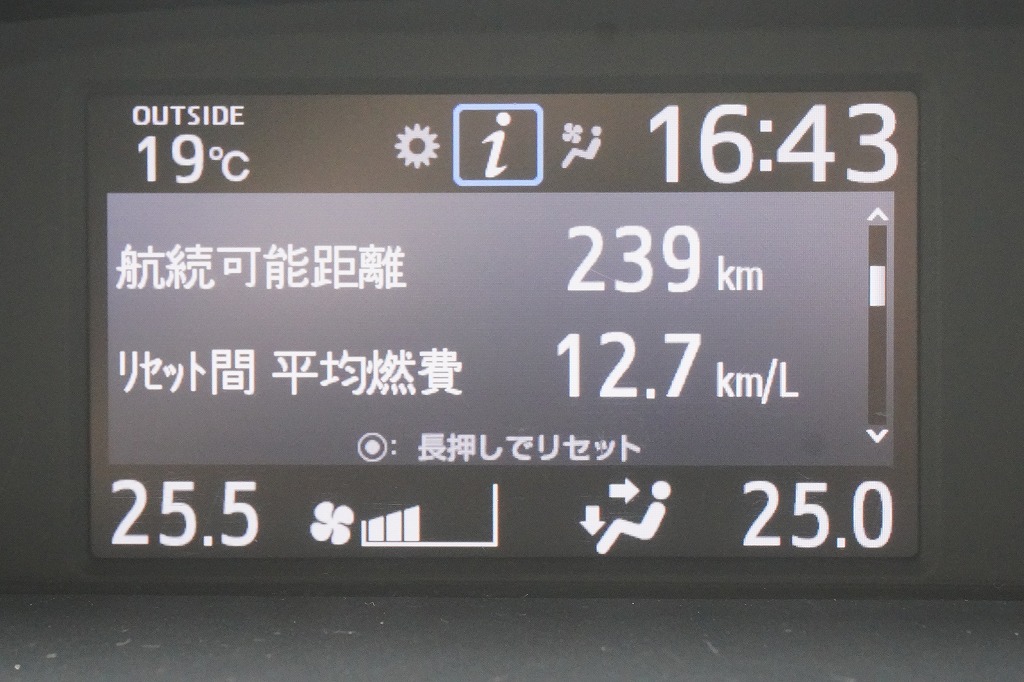 OUTSIDE
19℃ i 16:43
航続可能距離 239 km
ﾘｾｯﾄ間 平均燃費 12.7 km/L
◉: 長押しでリセット
25.5 25.0